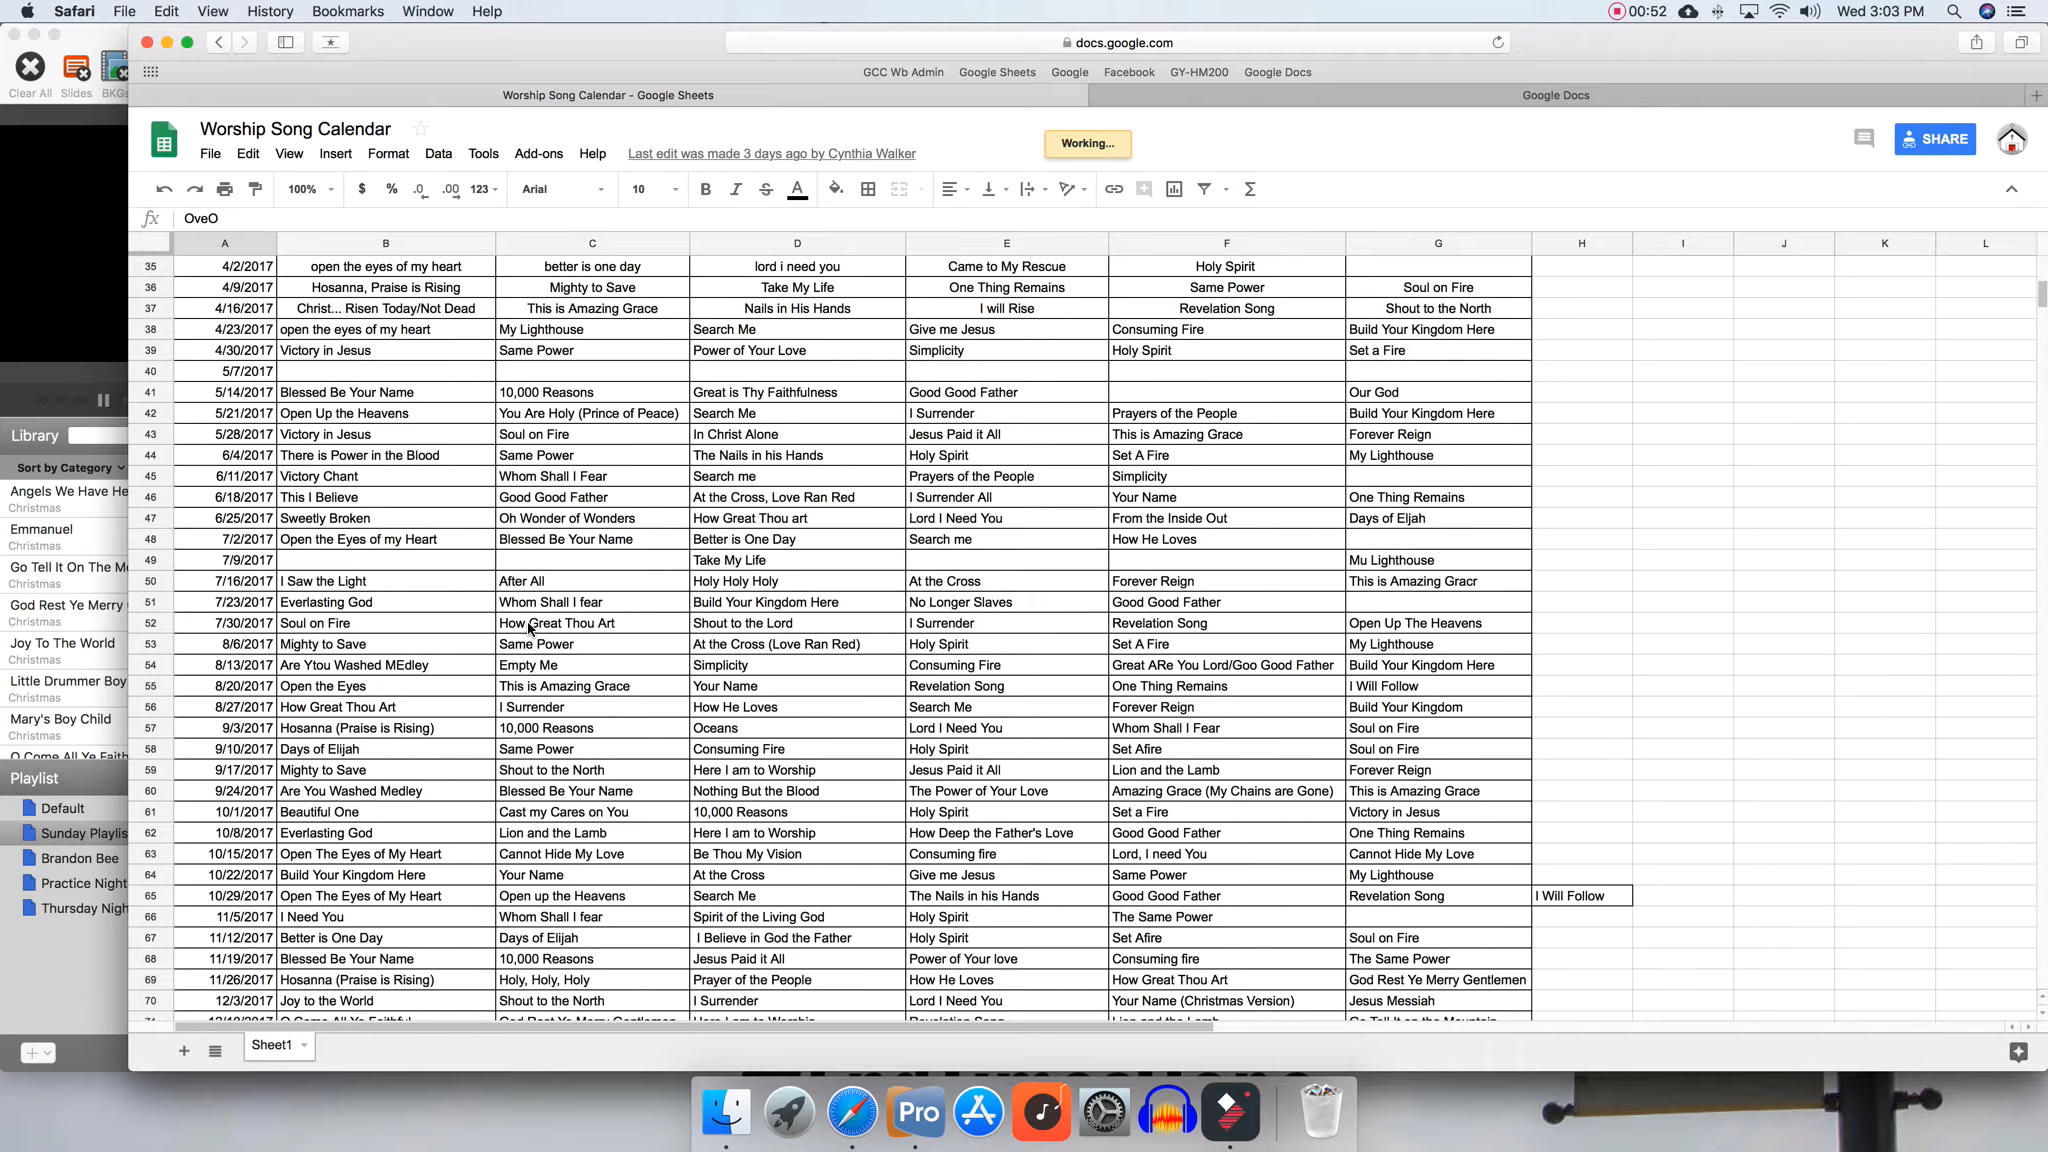 Safari File Edit View History Bookmarks Window Help 00:52 Wed 3:03 PM
docs.google.com
Clear All Slides BKG
GCC Wb Admin Google Sheets Google Facebook GY-HM200 Google Docs
Worship Song Calendar - Google Sheets Google Docs
Worship Song Calendar
Working...
SHARE
File Edit View Insert Format Data Tools Add-ons Help Last edit was made 3 days ago by Cynthia Walker
100% $ % .0 .00 123 Arial 10 B I S A
fx OveO
A B C D E F G H I J K L
35 4/2/2017 open the eyes of my heart better is one day lord i need you Came to My Rescue Holy Spirit
36 4/9/2017 Hosanna, Praise is Rising Mighty to Save Take My Life One Thing Remains Same Power Soul on Fire
37 4/16/2017 Christ... Risen Today/Not Dead This is Amazing Grace Nails in His Hands I will Rise Revelation Song Shout to the North
38 4/23/2017 open the eyes of my heart My Lighthouse Search Me Give me Jesus Consuming Fire Build Your Kingdom Here
39 4/30/2017 Victory in Jesus Same Power Power of Your Love Simplicity Holy Spirit Set a Fire
40 5/7/2017
41 5/14/2017 Blessed Be Your Name 10,000 Reasons Great is Thy Faithfulness Good Good Father Our God
42 5/21/2017 Open Up the Heavens You Are Holy (Prince of Peace) Search Me I Surrender Prayers of the People Build Your Kingdom Here
43 5/28/2017 Victory in Jesus Soul on Fire In Christ Alone Jesus Paid it All This is Amazing Grace Forever Reign
44 6/4/2017 There is Power in the Blood Same Power The Nails in his Hands Holy Spirit Set A Fire My Lighthouse
45 6/11/2017 Victory Chant Whom Shall I Fear Search me Prayers of the People Simplicity
46 6/18/2017 This I Believe Good Good Father At the Cross, Love Ran Red I Surrender All Your Name One Thing Remains
47 6/25/2017 Sweetly Broken Oh Wonder of Wonders How Great Thou art Lord I Need You From the Inside Out Days of Eljah
48 7/2/2017 Open the Eyes of my Heart Blessed Be Your Name Better is One Day Search me How He Loves
49 7/9/2017 Take My Life Mu Lighthouse
50 7/16/2017 I Saw the Light After All Holy Holy Holy At the Cross Forever Reign This is Amazing Gracr
51 7/23/2017 Everlasting God Whom Shall I fear Build Your Kingdom Here No Longer Slaves Good Good Father
52 7/30/2017 Soul on Fire How Great Thou Art Shout to the Lord I Surrender Revelation Song Open Up The Heavens
53 8/6/2017 Mighty to Save Same Power At the Cross (Love Ran Red) Holy Spirit Set A Fire My Lighthouse
54 8/13/2017 Are Ytou Washed MEdley Empty Me Simplicity Consuming Fire Great ARe You Lord/Goo Good Father Build Your Kingdom Here
55 8/20/2017 Open the Eyes This is Amazing Grace Your Name Revelation Song One Thing Remains I Will Follow
56 8/27/2017 How Great Thou Art I Surrender How He Loves Search Me Forever Reign Build Your Kingdom
57 9/3/2017 Hosanna (Praise is Rising) 10,000 Reasons Oceans Lord I Need You Whom Shall I Fear Soul on Fire
58 9/10/2017 Days of Elijah Same Power Consuming Fire Holy Spirit Set Afire Soul on Fire
59 9/17/2017 Mighty to Save Shout to the North Here I am to Worship Jesus Paid it All Lion and the Lamb Forever Reign
60 9/24/2017 Are You Washed Medley Blessed Be Your Name Nothing But the Blood The Power of Your Love Amazing Grace (My Chains are Gone) This is Amazing Grace
61 10/1/2017 Beautiful One Cast my Cares on You 10,000 Reasons Holy Spirit Set a Fire Victory in Jesus
62 10/8/2017 Everlasting God Lion and the Lamb Here I am to Worship How Deep the Father's Love Good Good Father One Thing Remains
63 10/15/2017 Open The Eyes of My Heart Cannot Hide My Love Be Thou My Vision Consuming fire Lord, I need You Cannot Hide My Love
64 10/22/2017 Build Your Kingdom Here Your Name At the Cross Give me Jesus Same Power My Lighthouse
65 10/29/2017 Open The Eyes of My Heart Open up the Heavens Search Me The Nails in his Hands Good Good Father Revelation Song I Will Follow
66 11/5/2017 I Need You Whom Shall I fear Spirit of the Living God Holy Spirit The Same Power
67 11/12/2017 Better is One Day Days of Elijah I Believe in God the Father Holy Spirit Set Afire Soul on Fire
68 11/19/2017 Blessed Be Your Name 10,000 Reasons Jesus Paid it All Power of Your love Consuming fire The Same Power
69 11/26/2017 Hosanna (Praise is Rising) Holy, Holy, Holy Prayer of the People How He Loves How Great Thou Art God Rest Ye Merry Gentlemen
70 12/3/2017 Joy to the World Shout to the North I Surrender Lord I Need You Your Name (Christmas Version) Jesus Messiah
Sheet1
Library
Sort by Category
Angels We Have He
Christmas
Emmanuel
Christmas
Go Tell It On The M
Christmas
God Rest Ye Merry
Christmas
Joy To The World
Christmas
Little Drummer Boy
Christmas
Mary's Boy Child
Christmas
O Come All Ye Faith
Playlist
Default
Sunday Playlis
Brandon Bee
Practice Night
Thursday Nigh
Pro